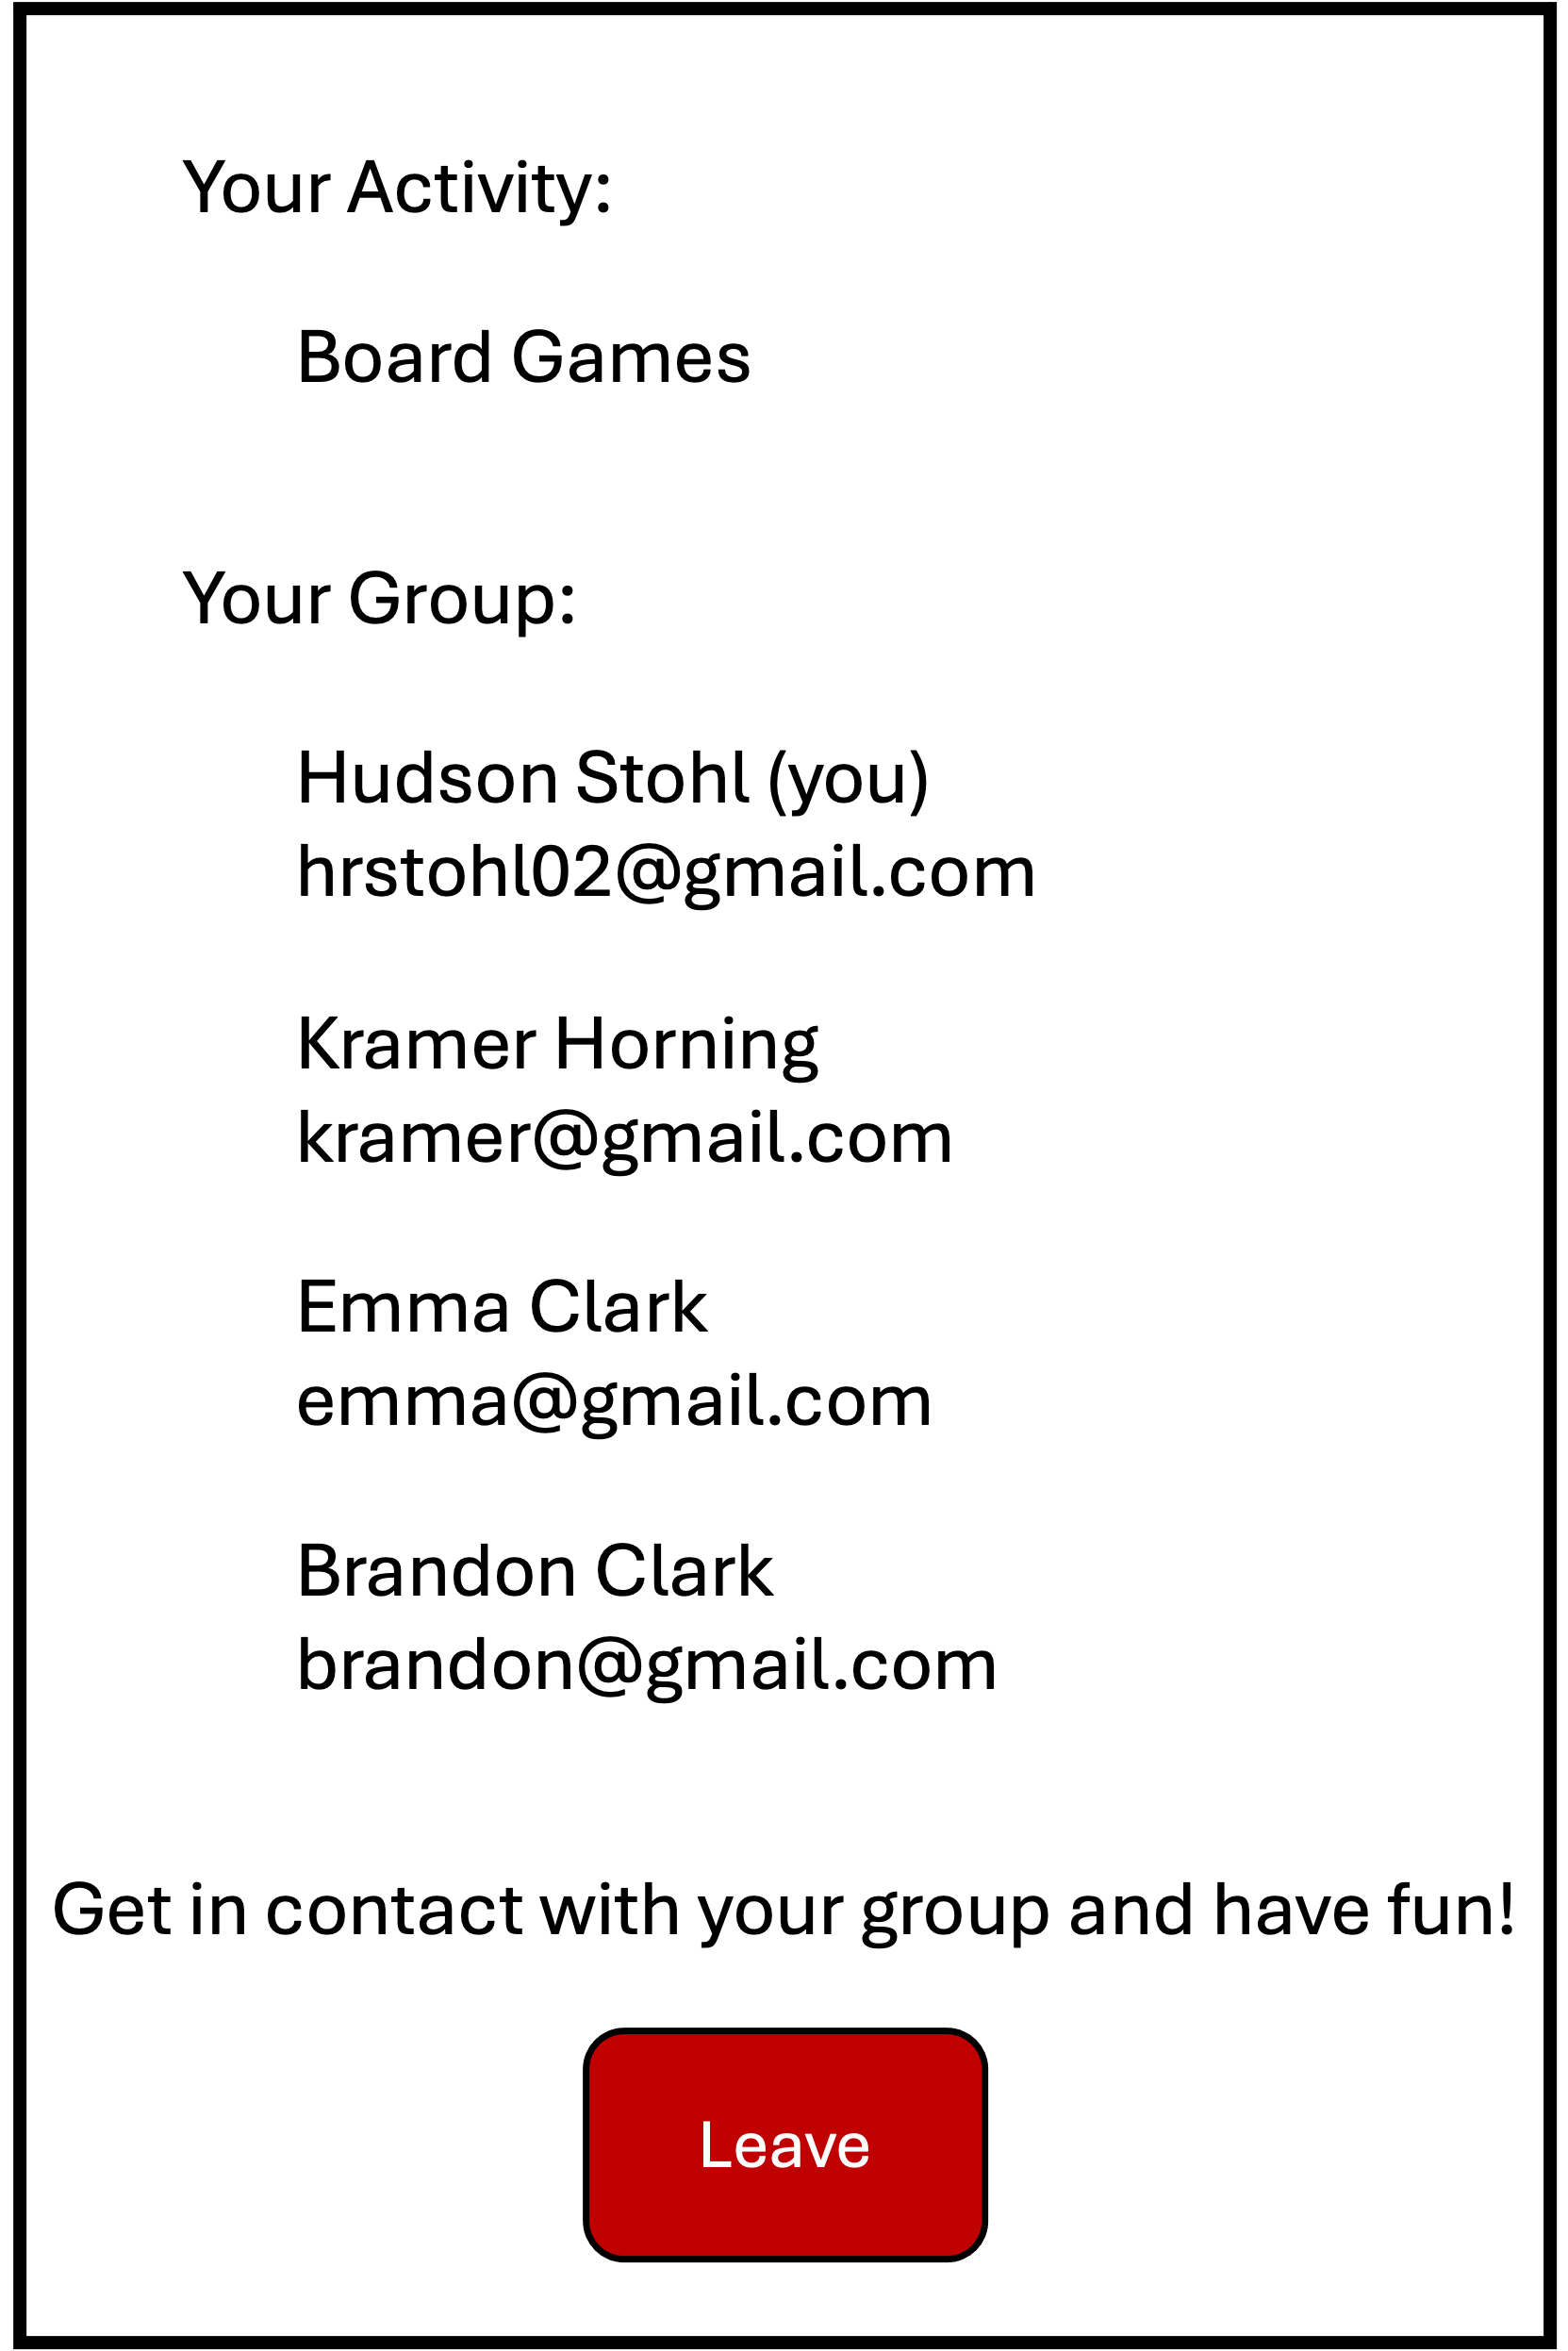 Your Activity:
Board Games
Your Group:
Hudson Stohl (you)
hrstohl02@gmail.com
Kramer Horning
kramer@gmail.com
Emma Clark
emma@gmail.com
Brandon Clark
brandon@gmail.com
Get in contact with your group and have fun!
Leave